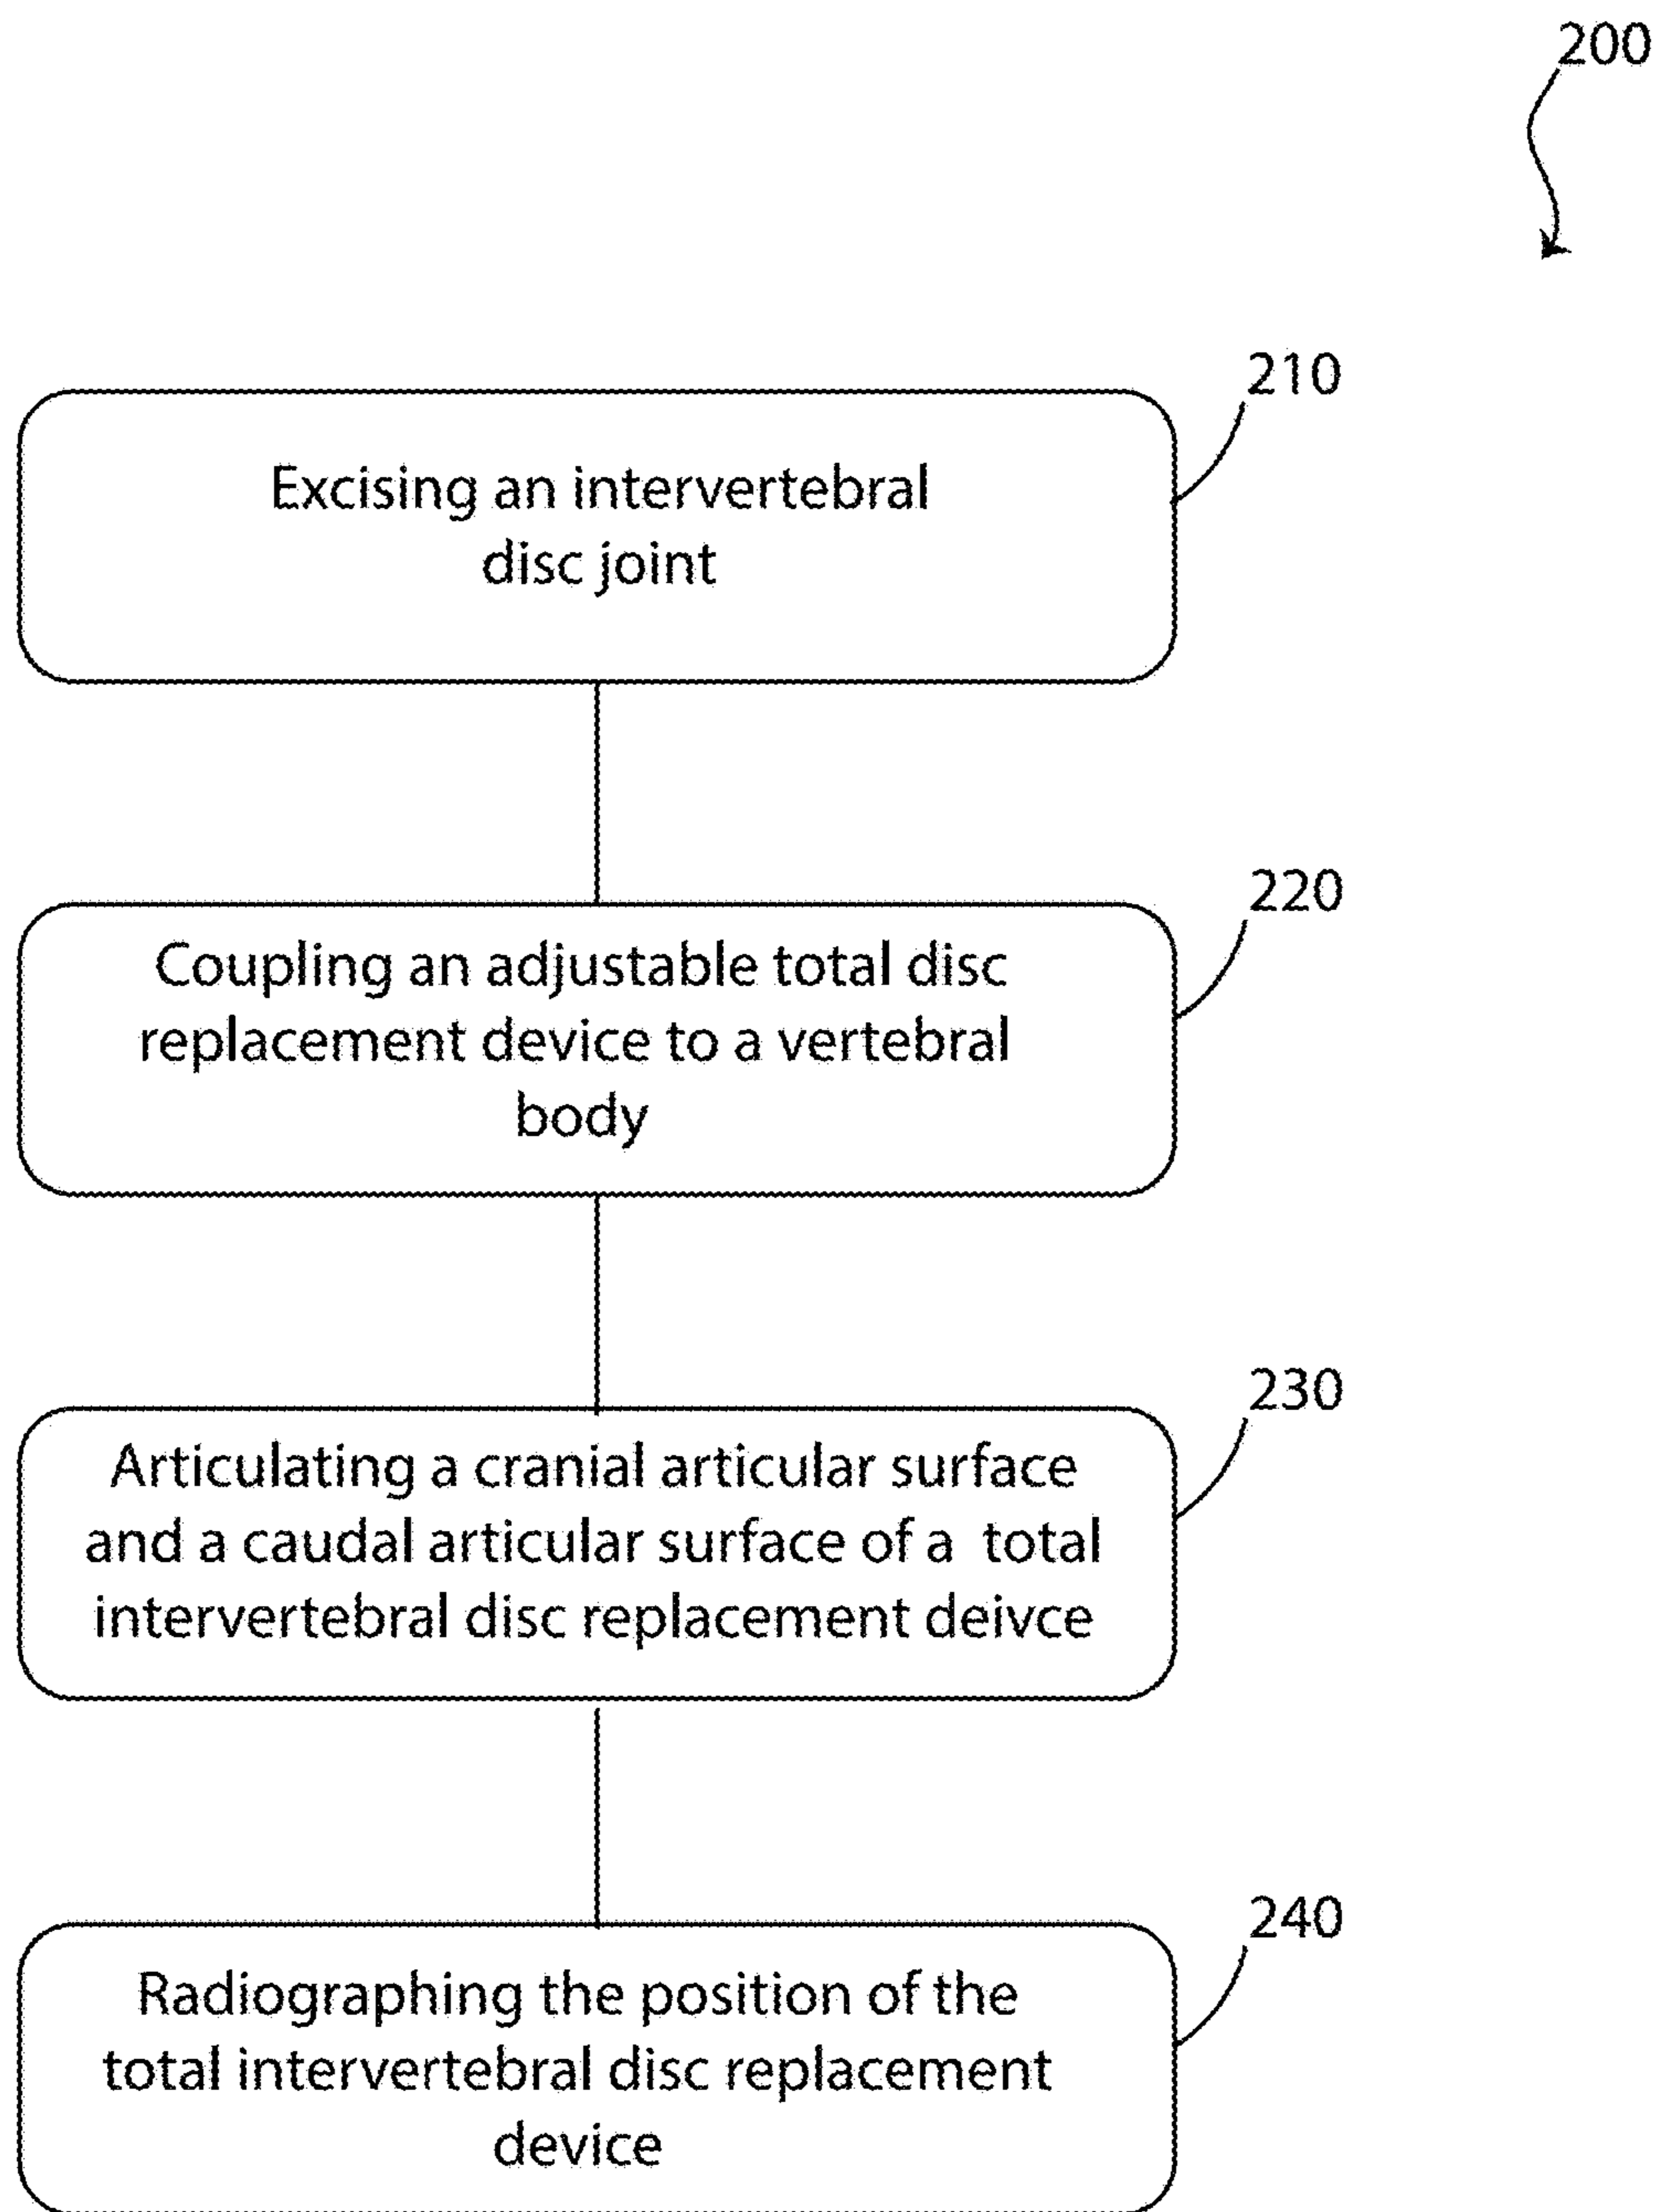 200
210
Excising an intervertebral
disc joint
220
Coupling an adjustable total disc
replacement device to a vertebral
body
230
Articulating a cranial articular surface
and a caudal articular surface of a  total
intervertebral disc replacement deivce
240
Radiographing the position of the
total intervertebral disc replacement
device